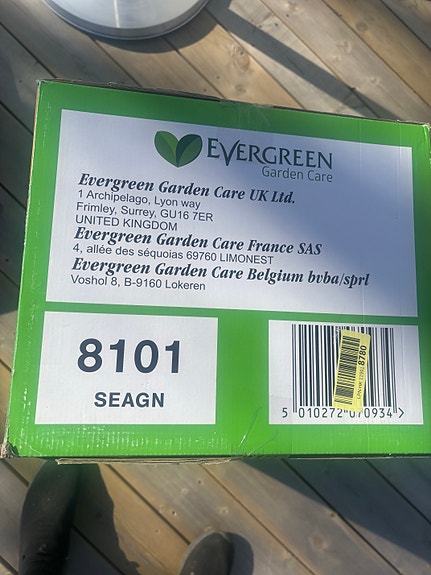 EVERGREEN
Garden Care
Evergreen Garden Care UK Ltd.
1 Archipelago, Lyon way
Frimley, Surrey, GU16 7ER
UNITED KINGDOM
Evergreen Garden Care France SAS
4, allée des séquoias 69760 LIMONEST
Evergreen Garden Care Belgium bvba/sprl
Voshol 8, B-9160 Lokeren
8101
SEAGN
8780
5 010272 070934 >